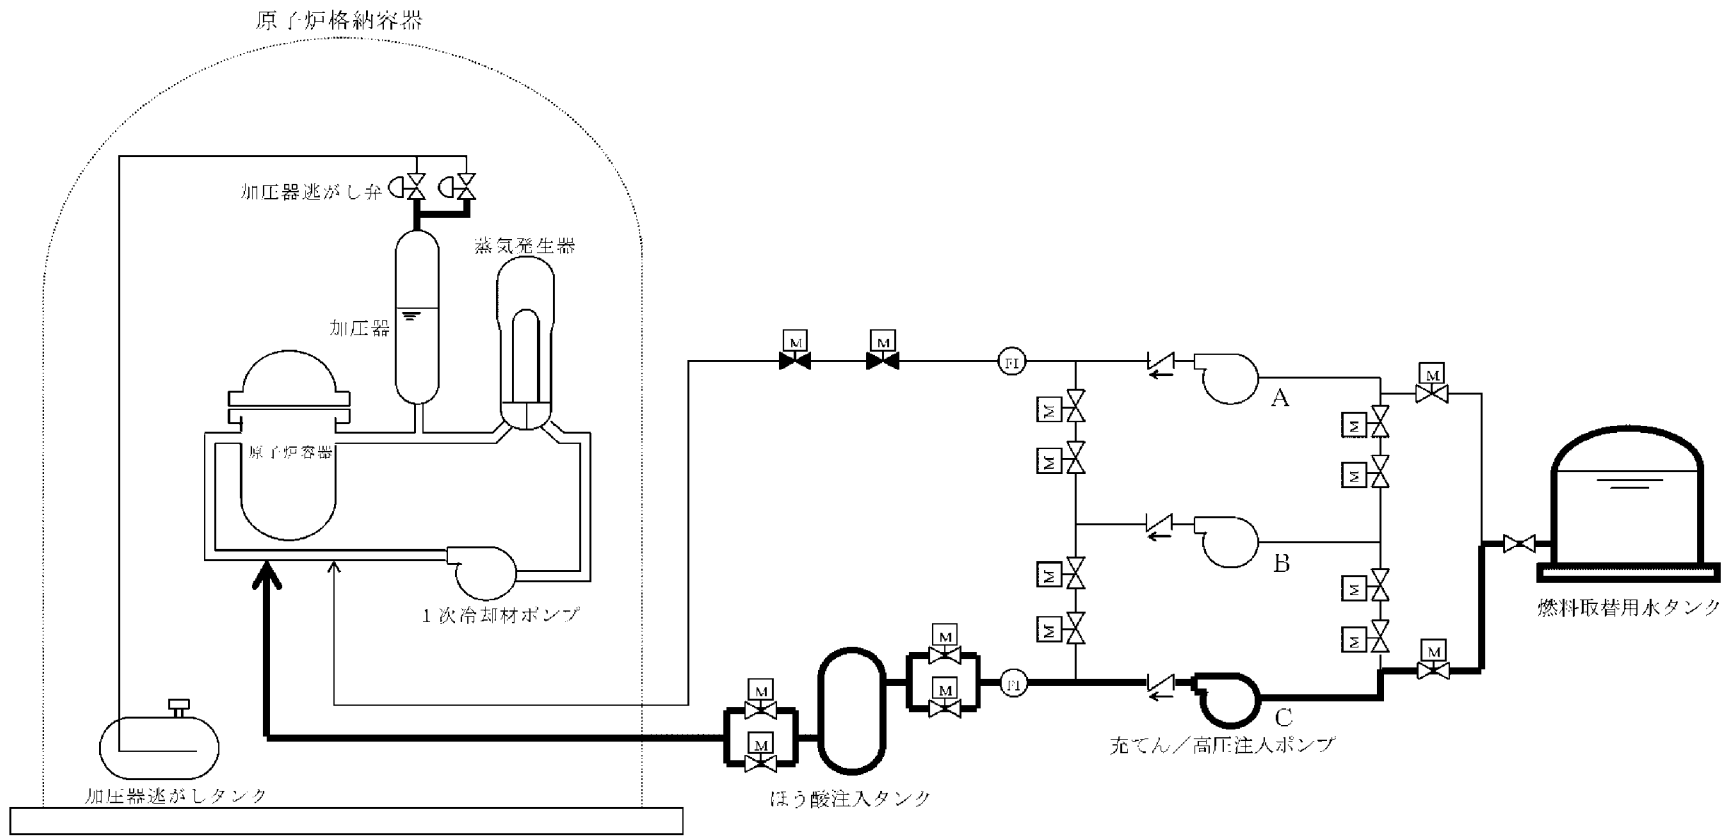 原子炉格納容器
加圧器逃がし弁
蒸気発生器
加圧器
原子炉容器
1次冷却材ポンプ
加圧器逃がしタンク
M
M
FI
A
M
M
M
M
M
B
M
M
M
M
燃料取替用水タンク
M
M
M
FI
C
充てん／高圧注入ポンプ
M
M
ほう酸注入タンク